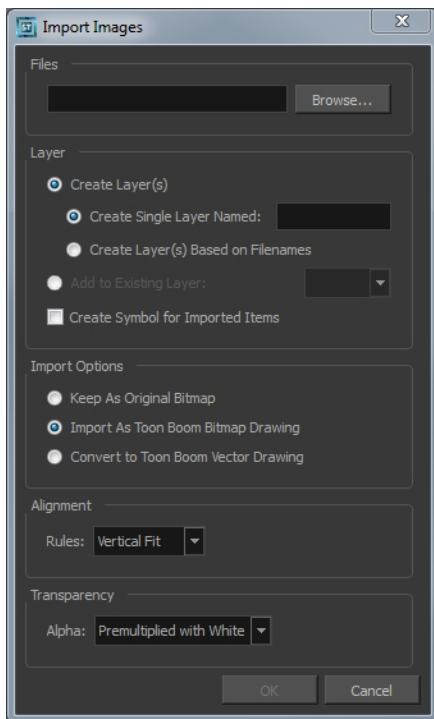 Import Images
Files
Browse...
Layer
Create Layer(s)
Create Single Layer Named:
Create Layer(s) Based on Filenames
Add to Existing Layer:
Create Symbol for Imported Items
Import Options
Keep As Original Bitmap
Import As Toon Boom Bitmap Drawing
Convert to Toon Boom Vector Drawing
Alignment
Rules: Vertical Fit
Transparency
Alpha: Premultiplied with White
OK Cancel